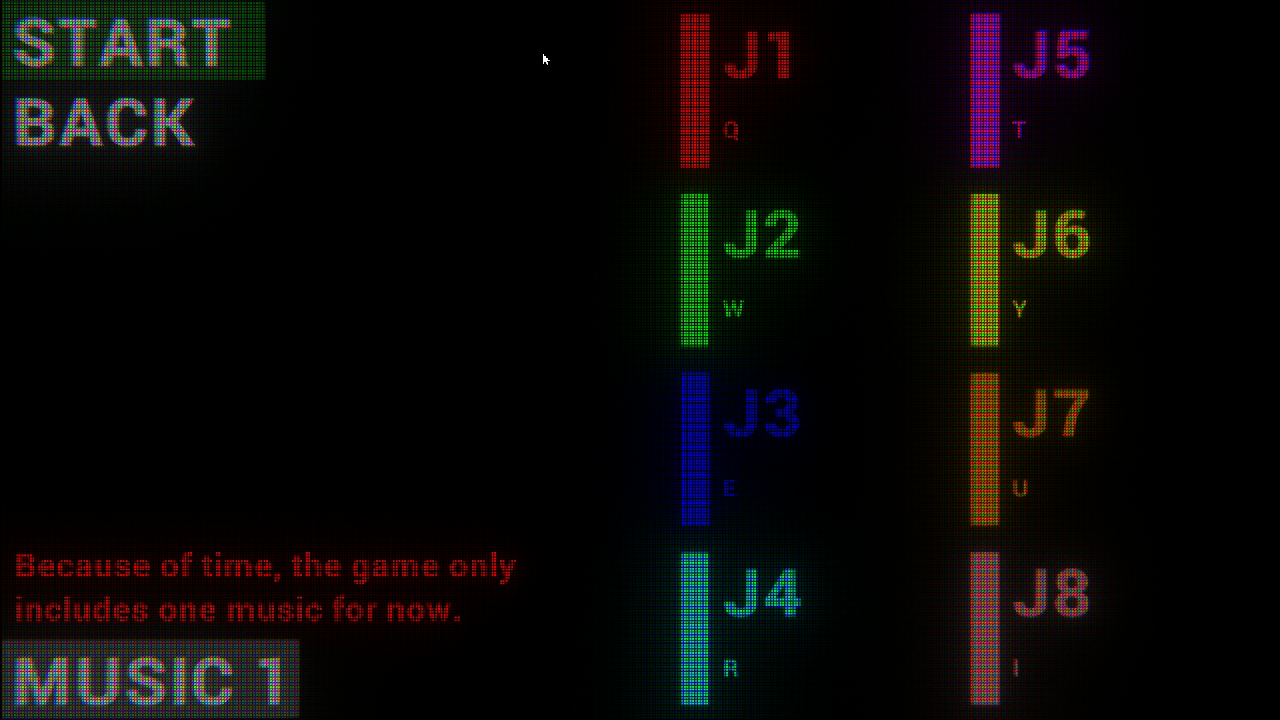 START
BACK
Because of time, the game only
includes one music for now.
MUSIC 1
J1
Q
J2
W
J3
E
J4
R
J5
T
J6
Y
J7
U
J8
I